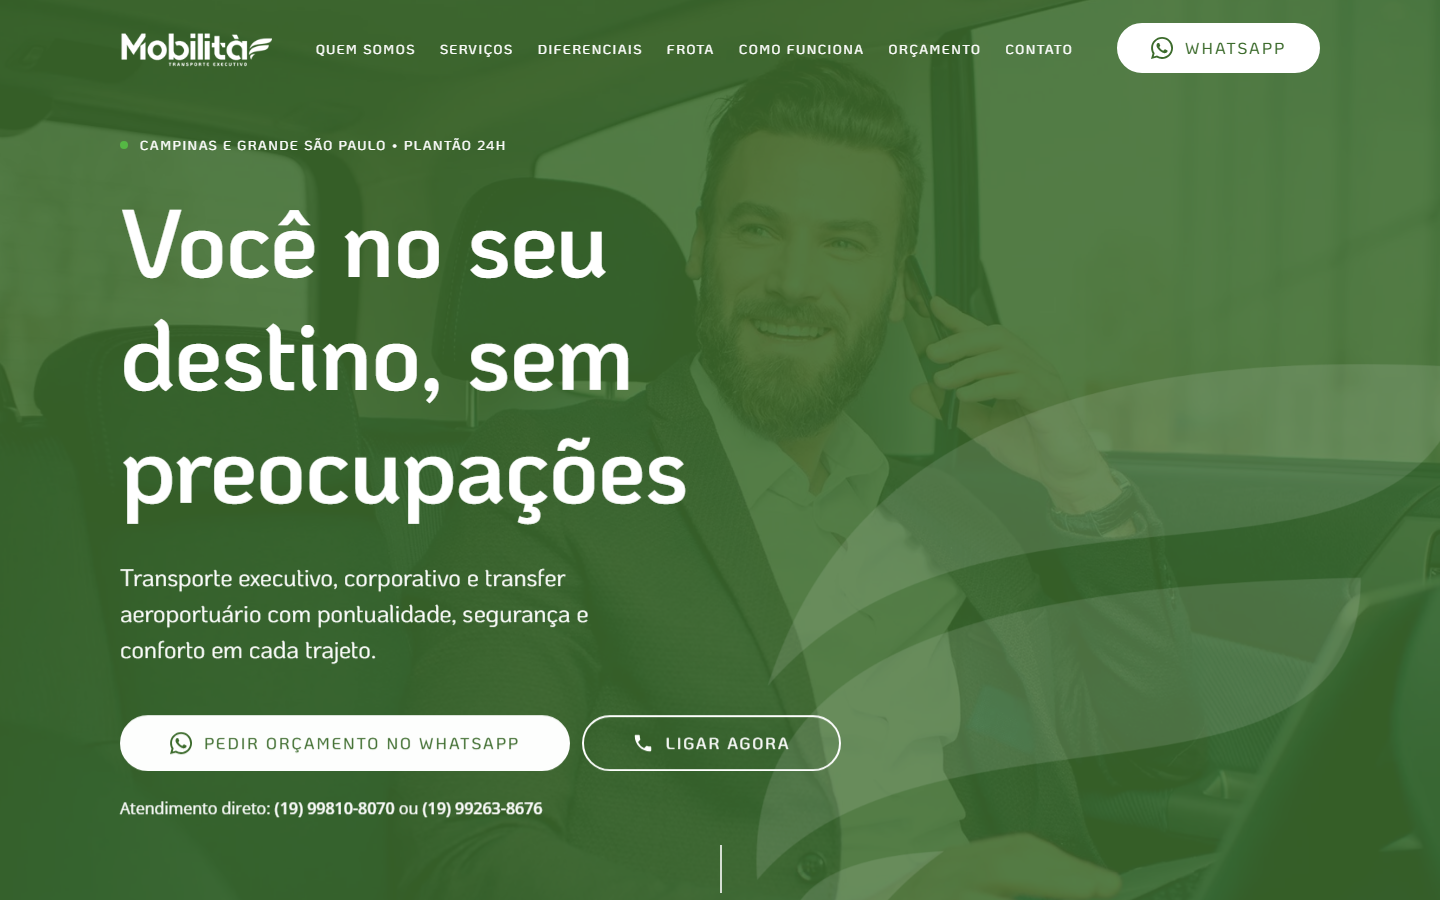 Mobilità
TRANSPORTE EXECUTIVO
QUEM SOMOS
SERVIÇOS
DIFERENCIAIS
FROTA
COMO FUNCIONA
ORÇAMENTO
CONTATO
WHATSAPP
CAMPINAS E GRANDE SÃO PAULO • PLANTÃO 24H
Você no seu
destino, sem
preocupações
Transporte executivo, corporativo e transfer
aeroportuário com pontualidade, segurança e
conforto em cada trajeto.
PEDIR ORÇAMENTO NO WHATSAPP
LIGAR AGORA
Atendimento direto: (19) 99810-8070 ou (19) 99263-8676